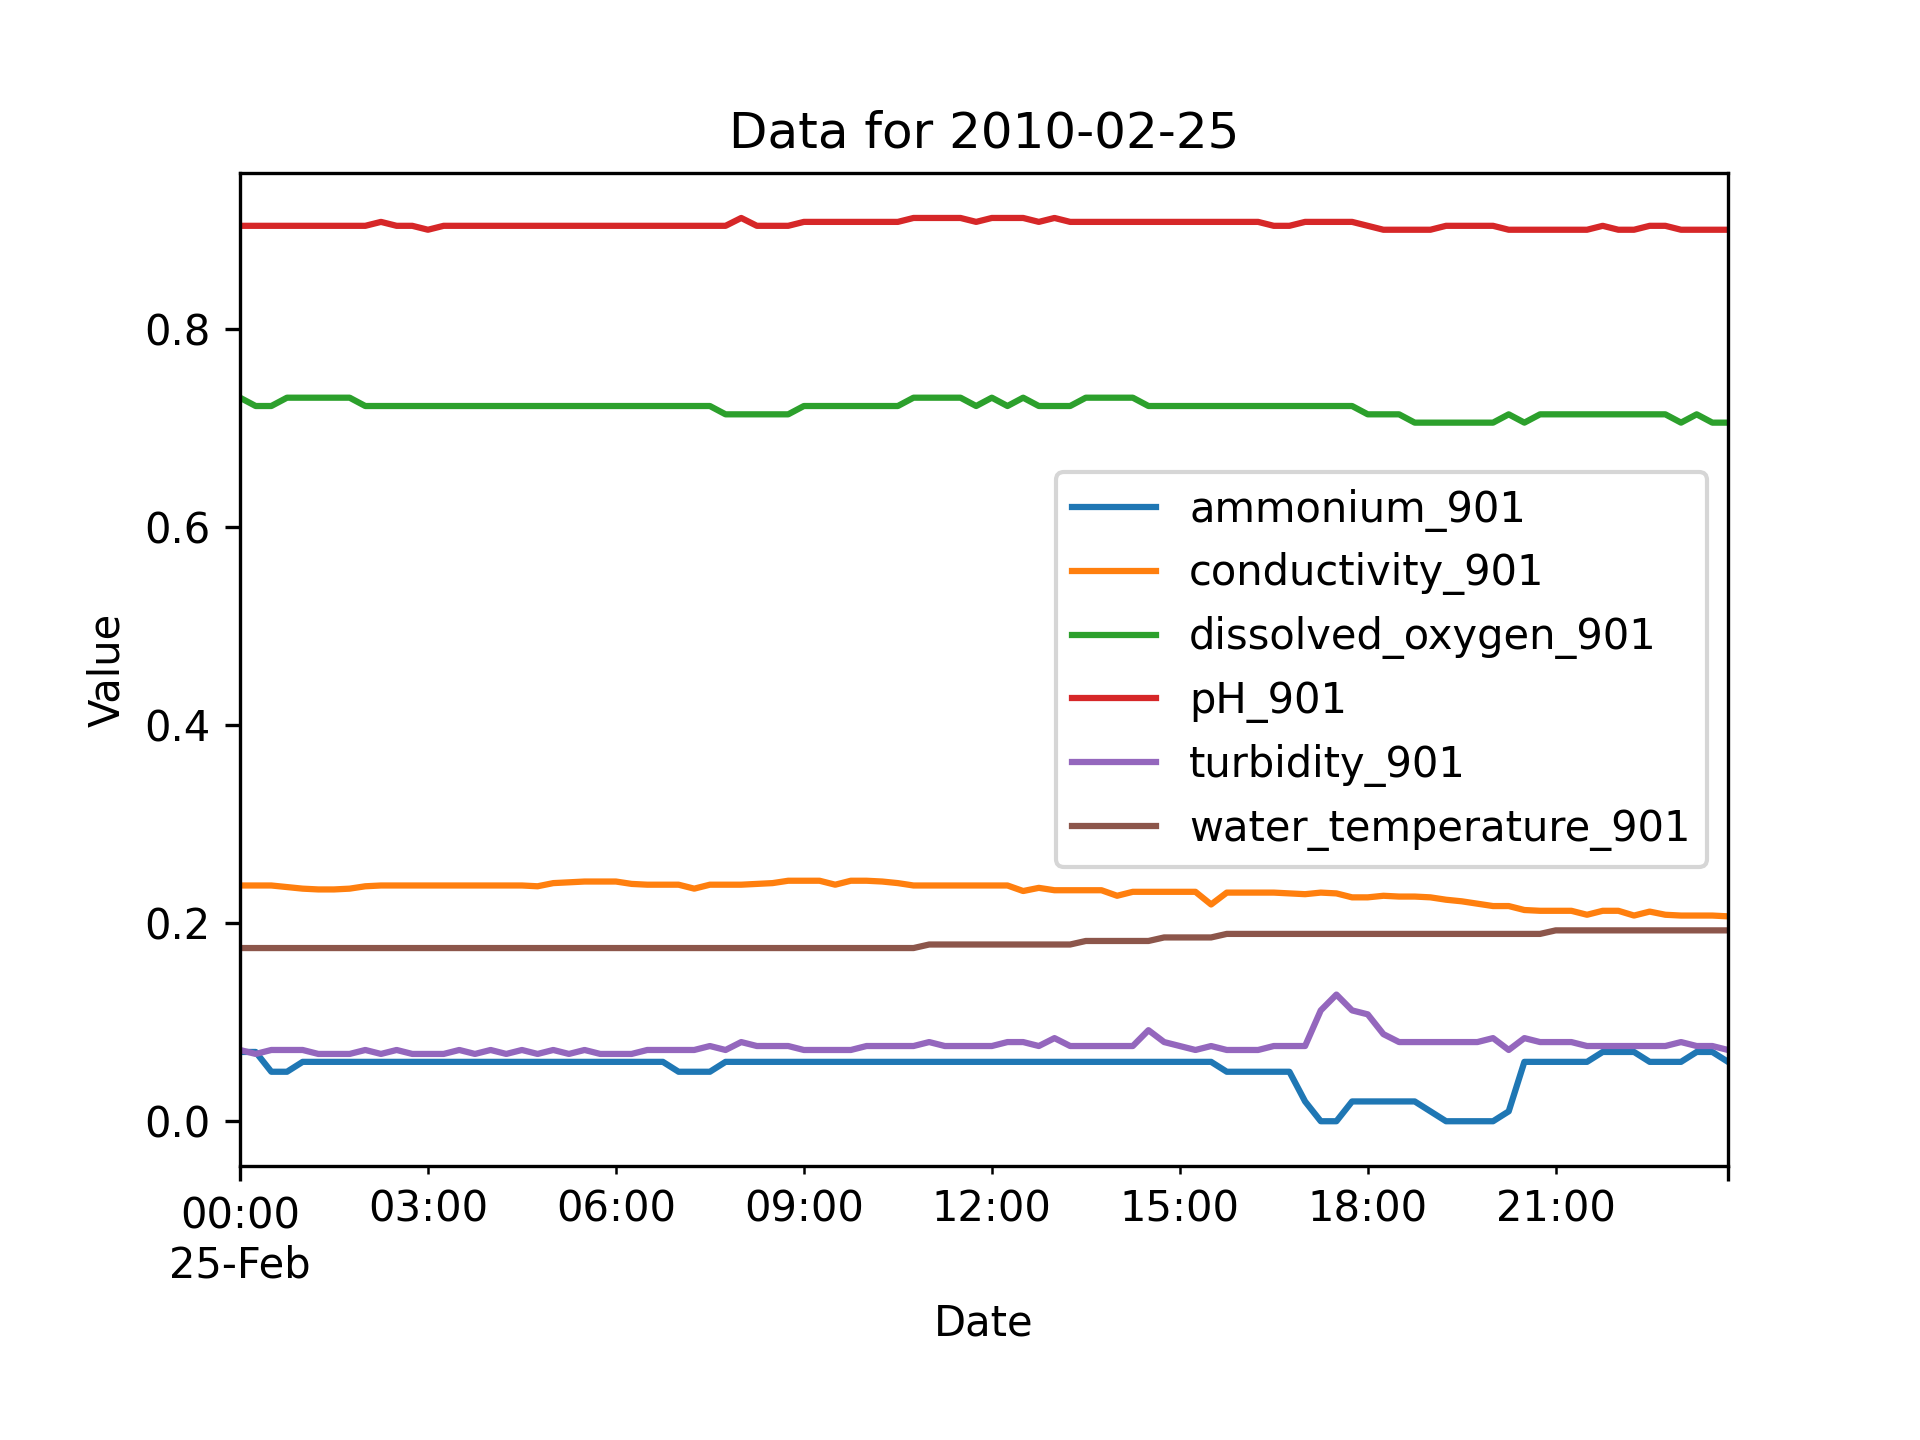 Data for 2010-02-25
Value
0.8
0.6
0.4
0.2
0.0
ammonium_901
conductivity_901
dissolved_oxygen_901
pH_901
turbidity_901
water_temperature_901
00:00 03:00 06:00 09:00 12:00 15:00 18:00 21:00
25-Feb
Date